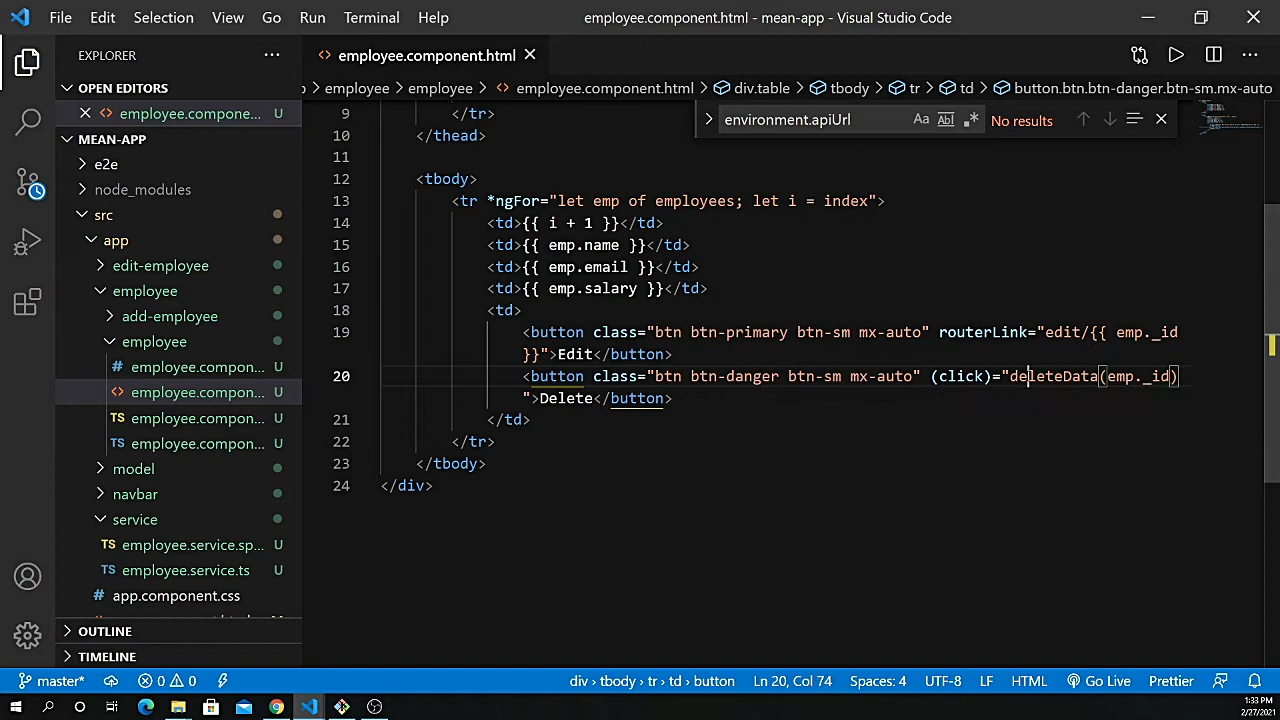 File Edit Selection View Go Run Terminal Help
employee.component.html - mean-app - Visual Studio Code
EXPLORER
employee.component.html
OPEN EDITORS
employee.compone... U
MEAN-APP
e2e
node_modules
src
app
edit-employee
employee
add-employee
employee
# employee.compon... U
<> employee.compon... U
TS employee.compon... U
TS employee.compon... U
model
navbar
service
TS employee.service.sp... U
TS employee.service.ts U
# app.component.css
OUTLINE
TIMELINE
employee > employee > employee.component.html > div.table > tbody > tr > td > button.btn.btn-danger.btn-sm.mx-auto
environment.apiUrl Aa Abl .* No results
9 </tr>
10 </thead>
11
12 <tbody>
13 <tr *ngFor="let emp of employees; let i = index">
14 <td>{{ i + 1 }}</td>
15 <td>{{ emp.name }}</td>
16 <td>{{ emp.email }}</td>
17 <td>{{ emp.salary }}</td>
18 <td>
19 <button class="btn btn-primary btn-sm mx-auto" routerLink="edit/{{ emp._id
}}">Edit</button>
20 <button class="btn btn-danger btn-sm mx-auto" (click)="deleteData(emp._id)
">Delete</button>
21 </td>
22 </tr>
23 </tbody>
24 </div>
master* 0 0 div › tbody › tr › td › button Ln 20, Col 74 Spaces: 4 UTF-8 LF HTML Go Live Prettier
1:33 PM
2/27/2021